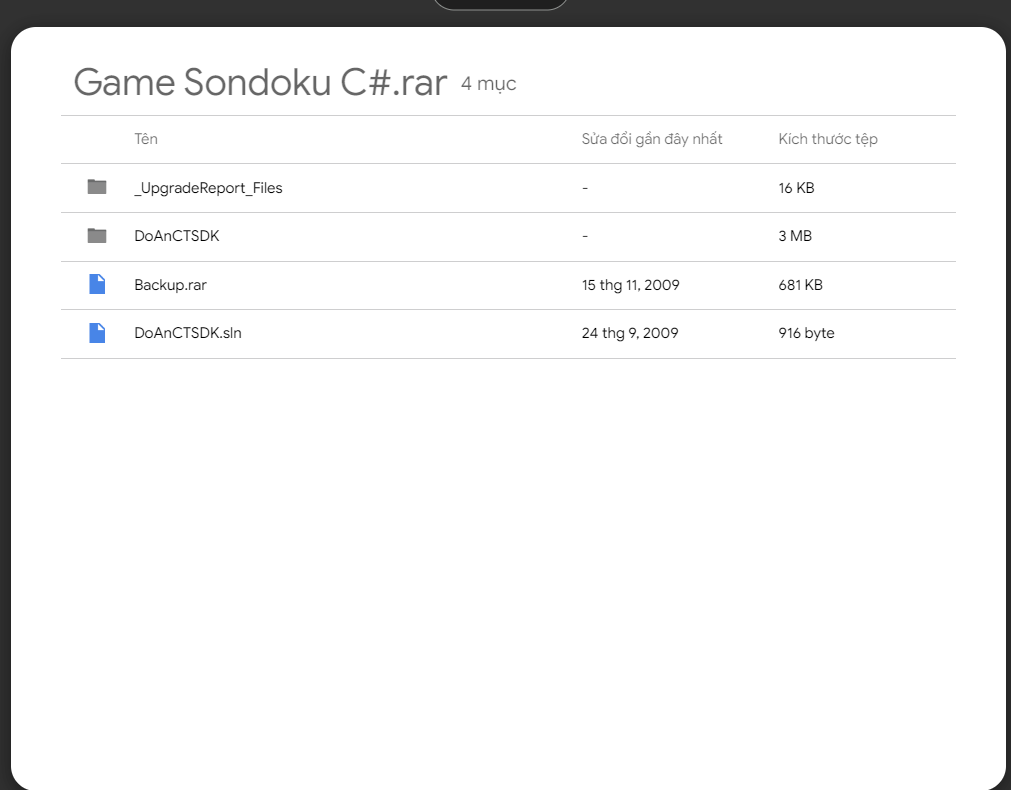 Game Sondoku C#.rar 4 mục
Tên Sửa đổi gần đây nhất Kích thước tệp
_UpgradeReport_Files - 16 KB
DoAnCTSDK - 3 MB
Backup.rar 15 thg 11, 2009 681 KB
DoAnCTSDK.sln 24 thg 9, 2009 916 byte